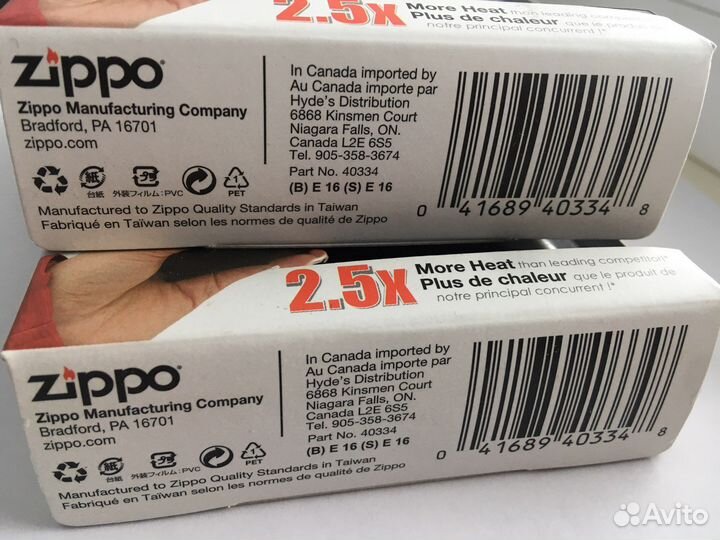 2.5X
More Heat than leading
Plus de chaleur que le produit de
notre principal concurrent !*
zippo
Zippo Manufacturing Company
Bradford, PA 16701
zippo.com
紙
台紙
外装フィルム:PVC
1
PET
In Canada imported by
Au Canada importe par
Hyde's Distribution
6868 Kinsmen Court
Niagara Falls, ON.
Canada L2E 6S5
Tel. 905-358-3674
Part No. 40334
(B) E 16 (S) E 16
Manufactured to Zippo Quality Standards in Taiwan
Fabriqué en Taïwan selon les normes de qualité de Zippo
0 41689 40334 8
2.5X
More Heat than leading competitor*
Plus de chaleur que le produit de
notre principal concurrent !*
zippo
Zippo Manufacturing Company
Bradford, PA 16701
zippo.com
紙
台紙
外装フィルム:PVC
1
PET
In Canada imported by
Au Canada importe par
Hyde's Distribution
6868 Kinsmen Court
Niagara Falls, ON.
Canada L2E 6S5
Tel. 905-358-3674
Part No. 40334
(B) E 16 (S) E 16
Manufactured to Zippo Quality Standards in Taiwan
Fabriqué en Taïwan selon les normes de qualité de Zippo
0 41689 40334 8
Avito